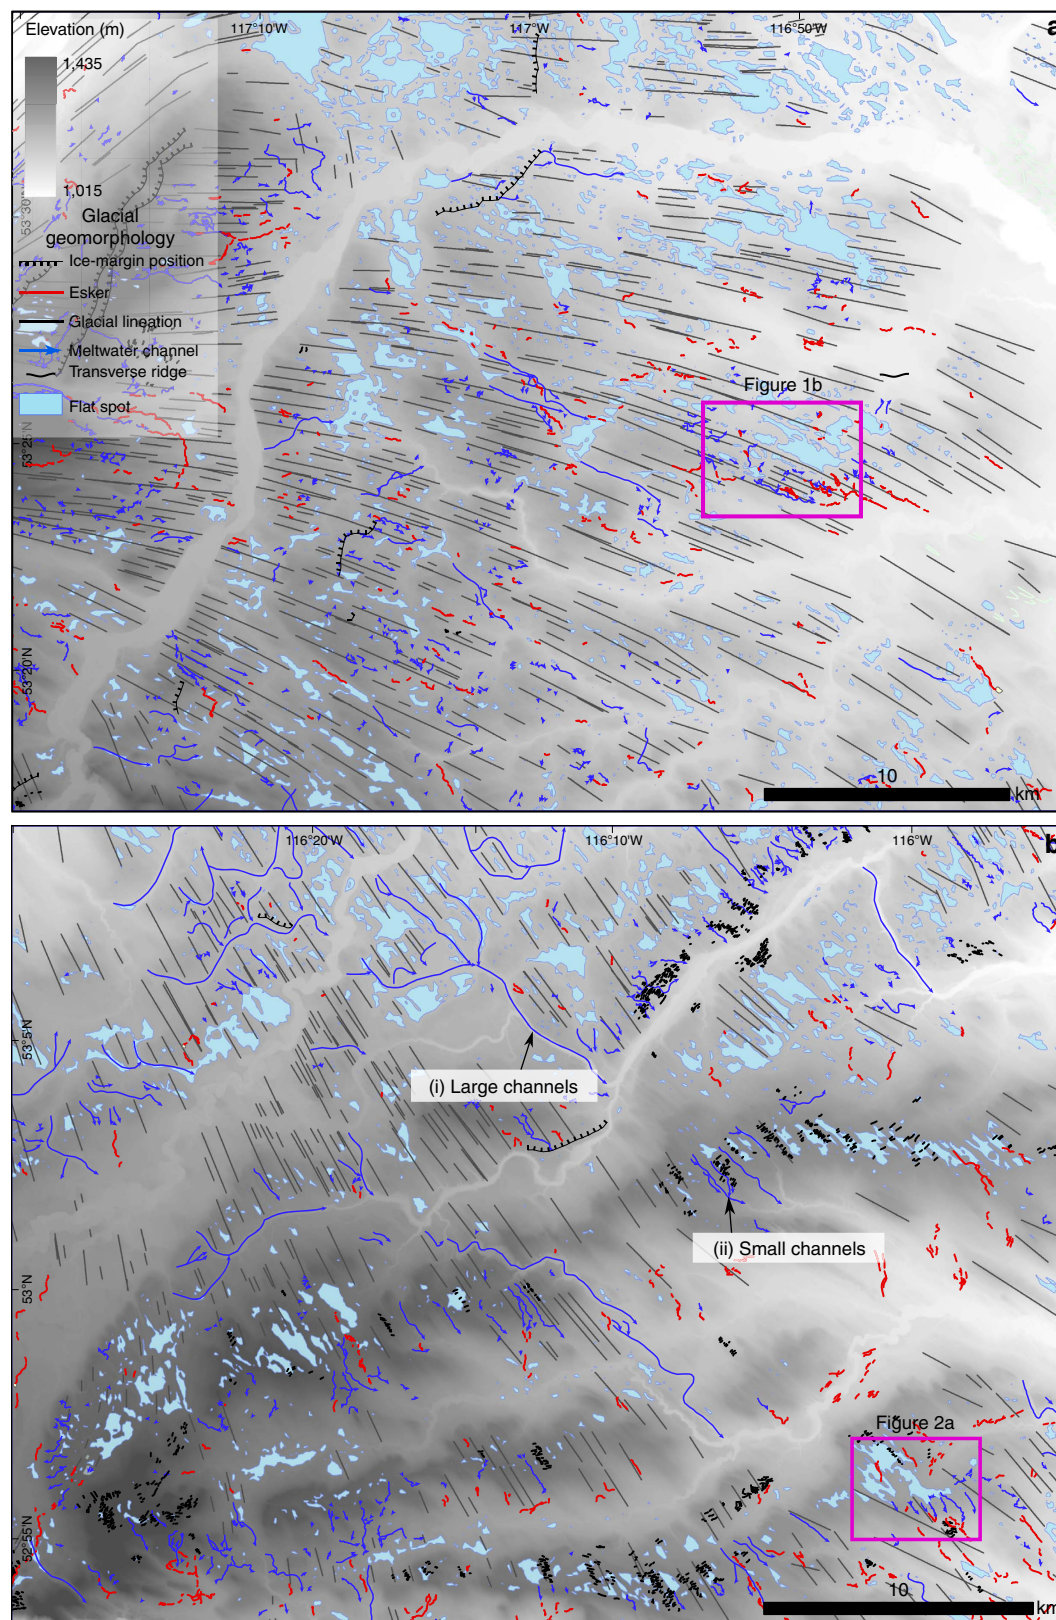 a
117°10'W
117°W
116°50'W
Elevation (m)
1,435
1,015
53°30'N
Glacial
geomorphology
Ice-margin position
Esker
Glacial lineation
Meltwater channel
Transverse ridge
Flat spot
Figure 1b
53°25'N
53°20'N
10
km
b
116°20'W
116°10'W
116°W
53°5'N
(i) Large channels
(ii) Small channels
53°N
Figure 2a
52°55'N
10
km